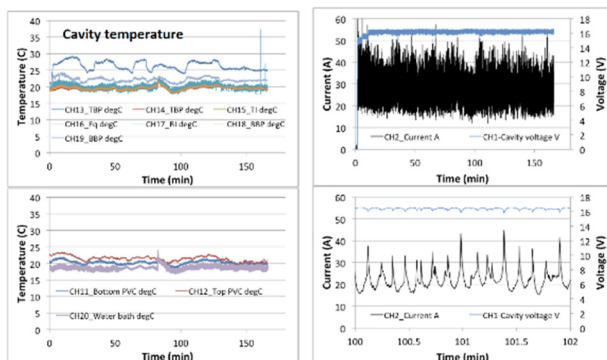 Cavity temperature
Temperature (C)
40
35
30
25
20
15
10
5
0
CH13_TBP degC CH14_TBP degC CH15_TI degC
CH16_Eq degC CH17_BI degC CH18_BBP degC
CH19_BBP degC
0 50 100 150
Time (min)
Current (A)
60
50
40
30
20
10
0
CH2_Current A CH1-Cavity voltage V
18
16
14
12
10
8
6
4
2
0
Voltage (V)
0 50 100 150
Time (min)
Temperature (C)
40
35
30
25
20
15
10
5
0
CH11_Bottom PVC degC CH12_Top PVC degC
CH20_Water bath degC
0 50 100 150
Time (min)
Current (A)
60
50
40
30
20
10
0
CH2_Current A CH1-Cavity voltage V
18
16
14
12
10
8
6
4
2
0
Voltage (V)
100 100.5 101 101.5 102
Time (min)